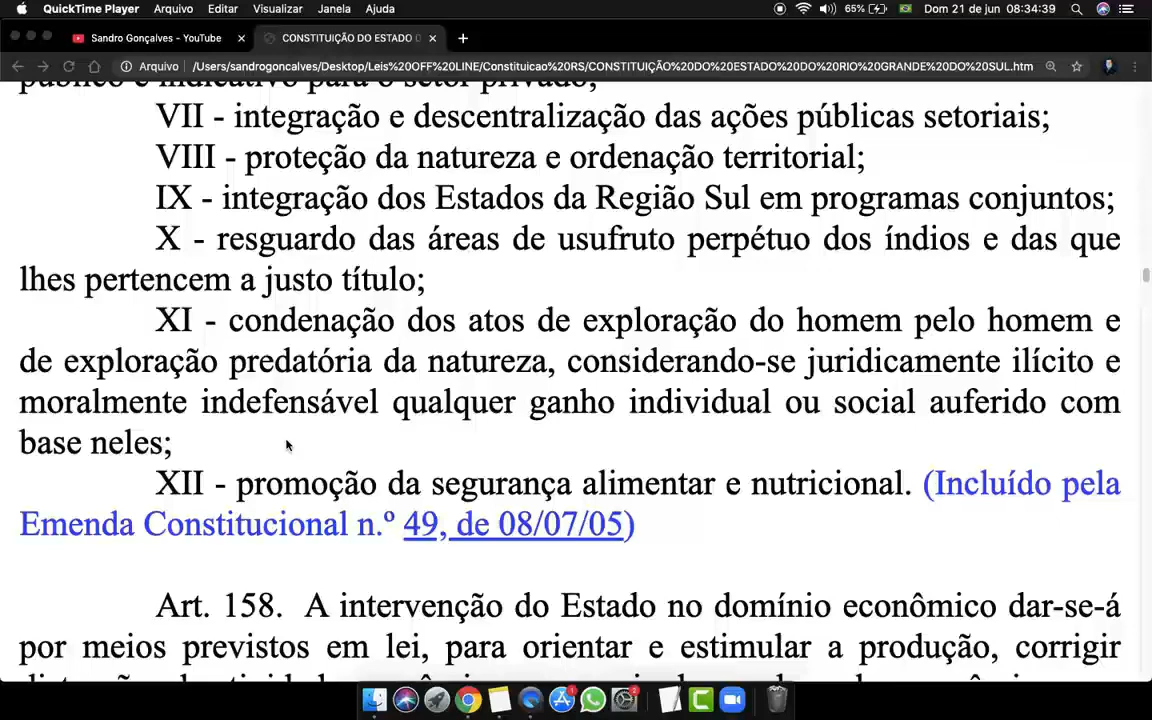 QuickTime Player Arquivo Editar Visualizar Janela Ajuda 65% Dom 21 de jun 08:34:39
Sandro Gonçalves - YouTube CONSTITUIÇÃO DO ESTADO
Arquivo /Users/sandrogoncalves/Desktop/Leis%20OFF%20LINE/Constituicao%20RS/CONSTITUIÇÃO%20DO%20ESTADO%20DO%20RIO%20GRANDE%20DO%20SUL.htm
público e indicativo para o setor privado;
VII - integração e descentralização das ações públicas setoriais;
VIII - proteção da natureza e ordenação territorial;
IX - integração dos Estados da Região Sul em programas conjuntos;
X - resguardo das áreas de usufruto perpétuo dos índios e das que
lhes pertencem a justo título;
XI - condenação dos atos de exploração do homem pelo homem e
de exploração predatória da natureza, considerando-se juridicamente ilícito e
moralmente indefensável qualquer ganho individual ou social auferido com
base neles;
XII - promoção da segurança alimentar e nutricional. (Incluído pela
Emenda Constitucional n.º 49, de 08/07/05)
Art. 158. A intervenção do Estado no domínio econômico dar-se-á
por meios previstos em lei, para orientar e estimular a produção, corrigir